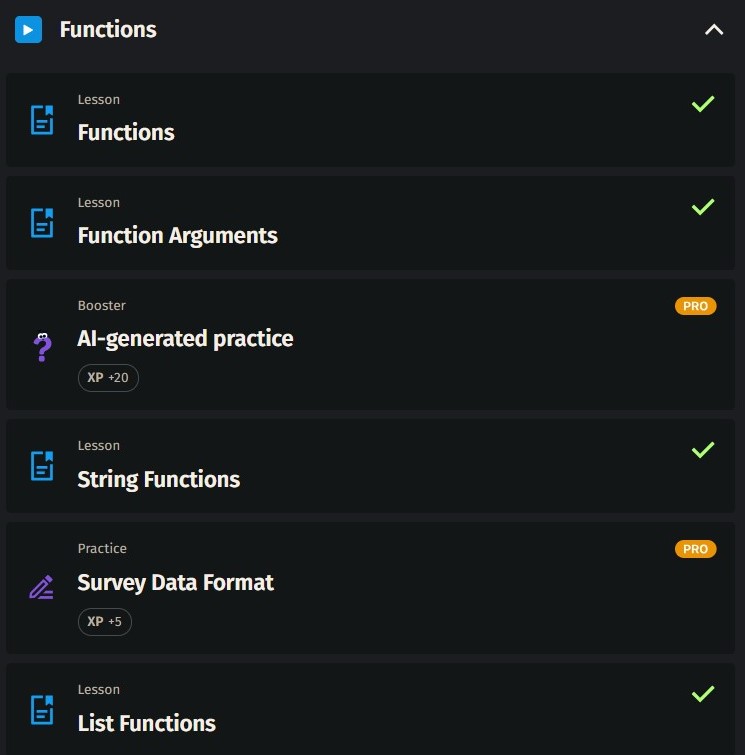 Functions
Lesson
Functions
Lesson
Function Arguments
Booster
PRO
AI-generated practice
XP +20
Lesson
String Functions
Practice
PRO
Survey Data Format
XP +5
Lesson
List Functions